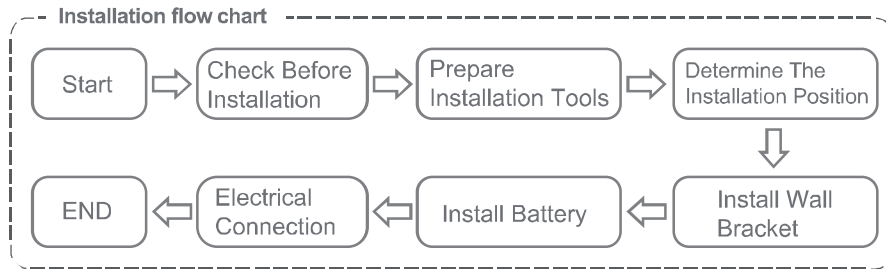 Installation flow chart
Start
Check Before
Installation
Prepare
Installation Tools
Determine The
Installation Position
Install Wall
Bracket
Install Battery
Electrical
Connection
END